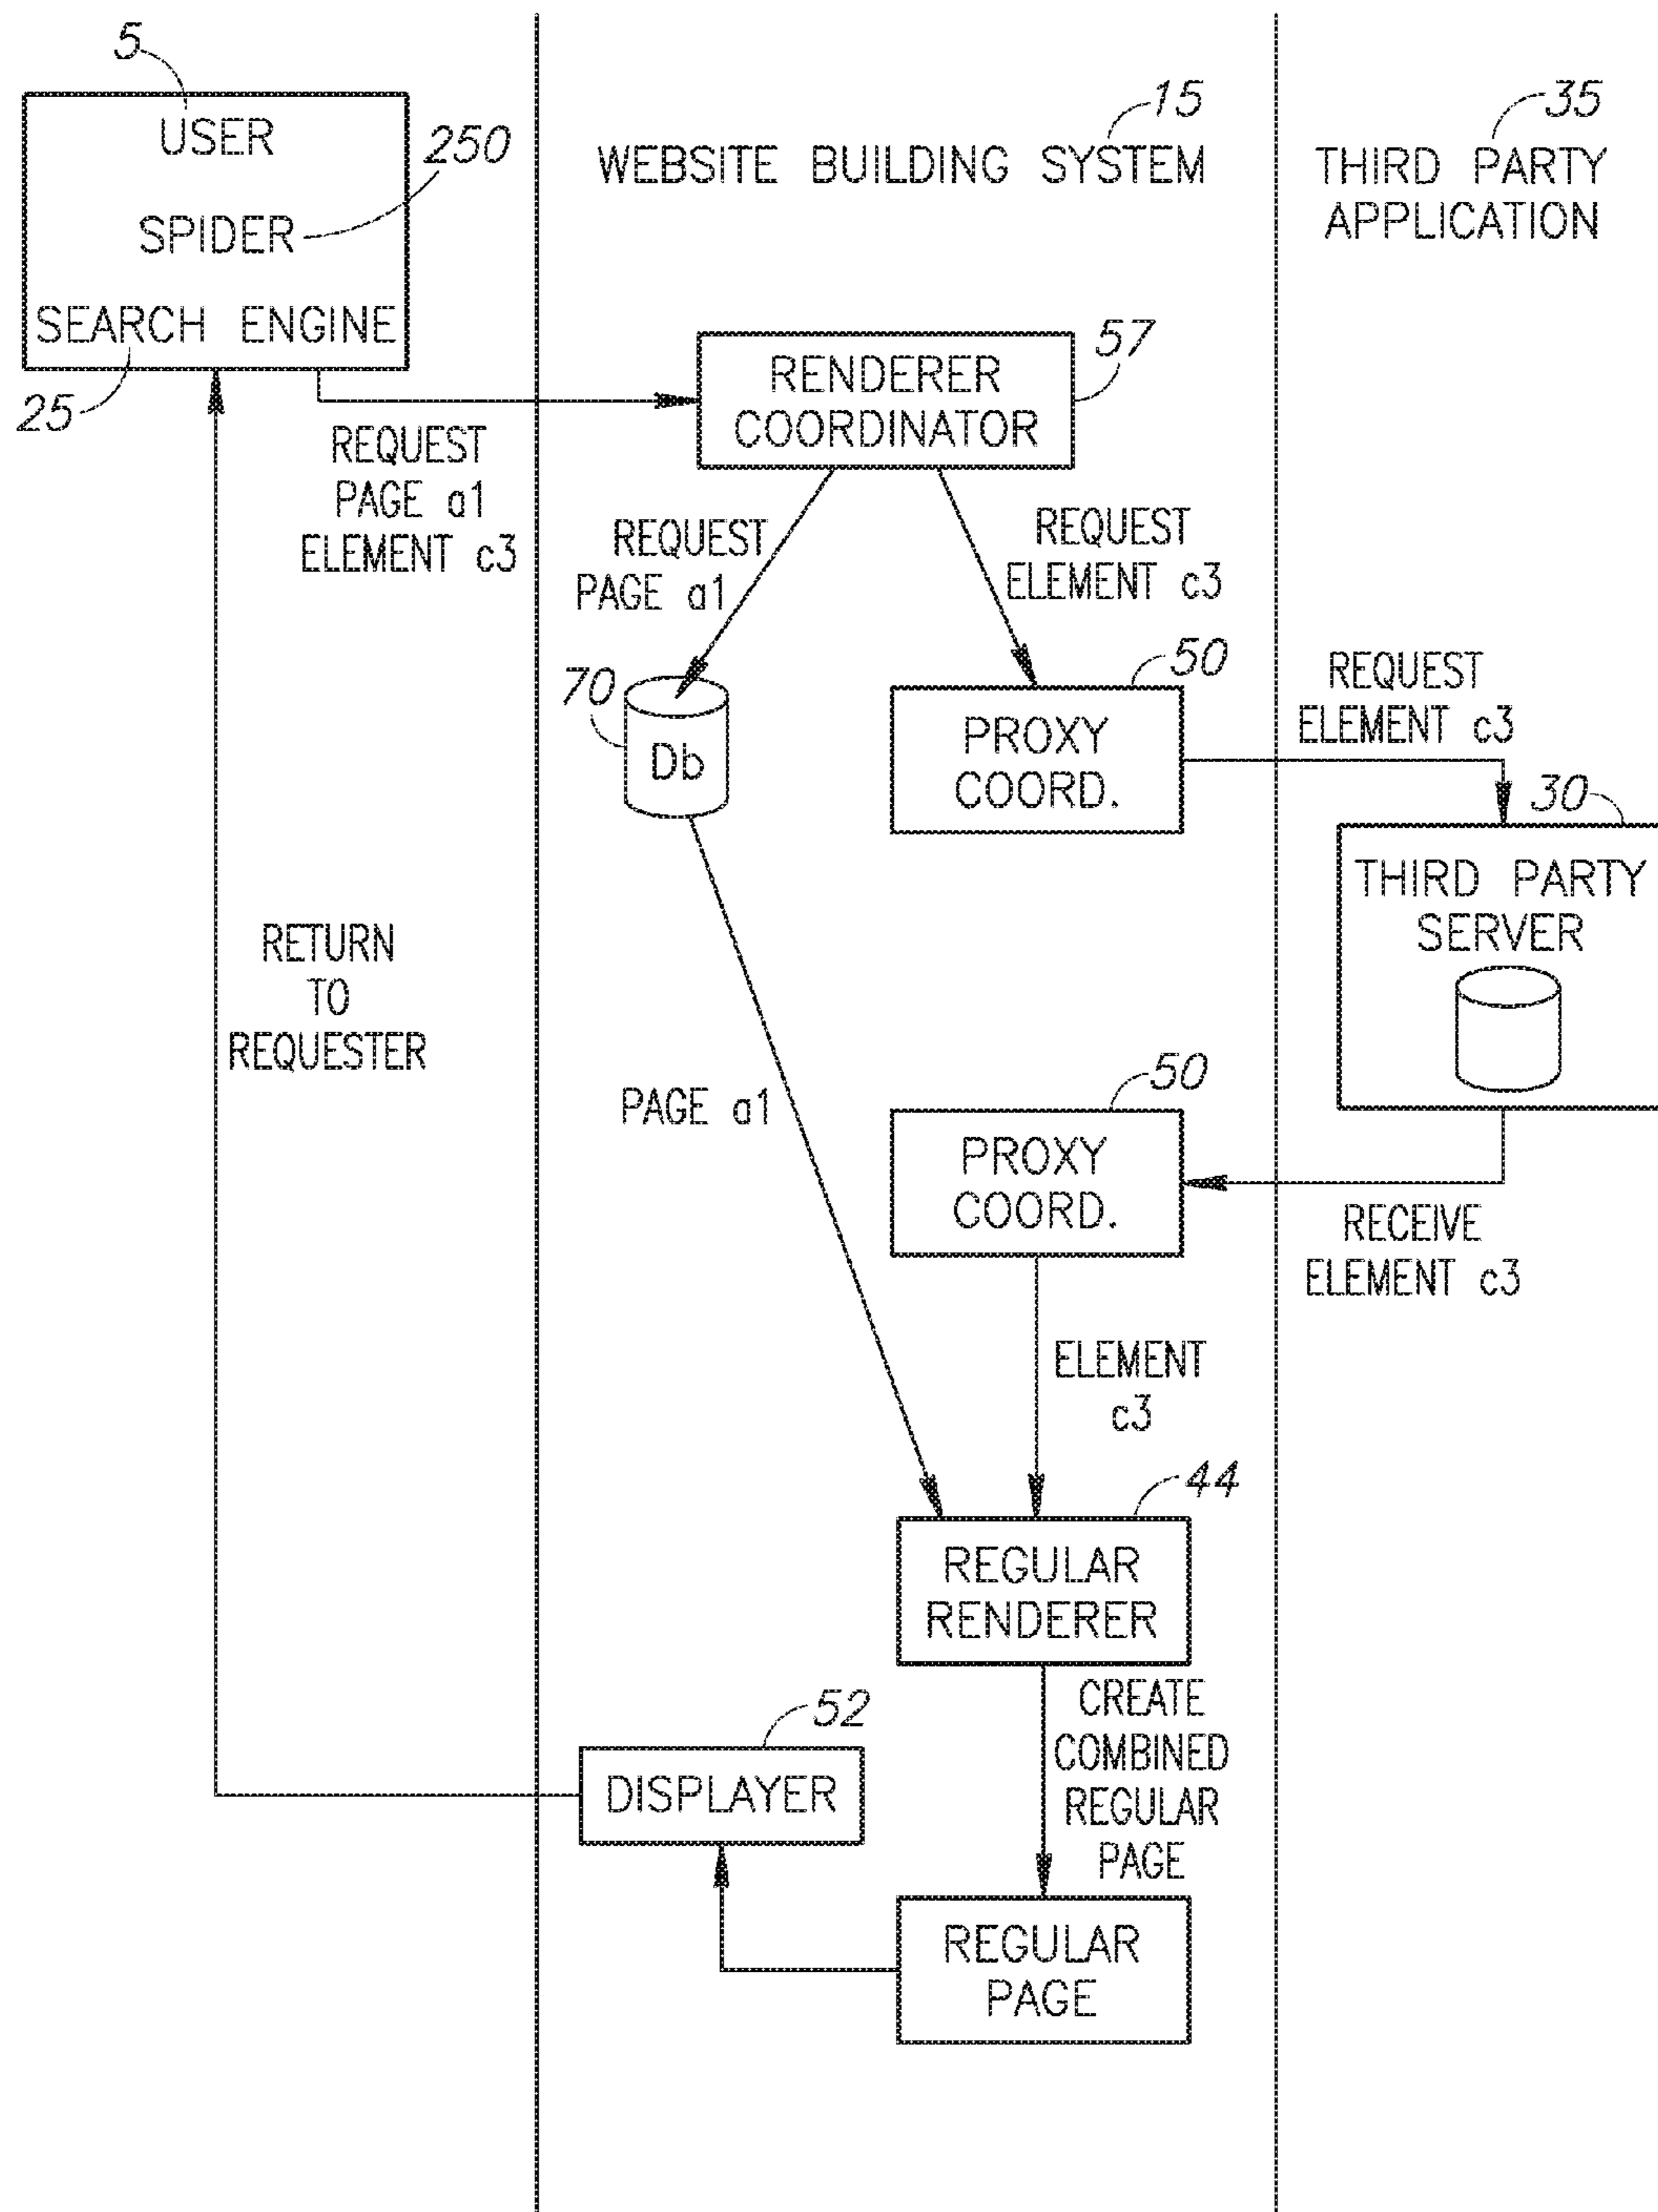 5
USER
250
SPIDER
SEARCH ENGINE
25
REQUEST
PAGE a1
ELEMENT c3
RETURN
TO
REQUESTER
15
WEBSITE BUILDING SYSTEM
57
RENDERER
COORDINATOR
REQUEST
PAGE a1
REQUEST
ELEMENT c3
70
Db
50
PROXY
COORD.
PAGE a1
50
PROXY
COORD.
ELEMENT
c3
44
REGULAR
RENDERER
CREATE
COMBINED
REGULAR
PAGE
52
DISPLAYER
REGULAR
PAGE
35
THIRD PARTY
APPLICATION
REQUEST
ELEMENT c3
30
THIRD PARTY
SERVER
RECEIVE
ELEMENT c3